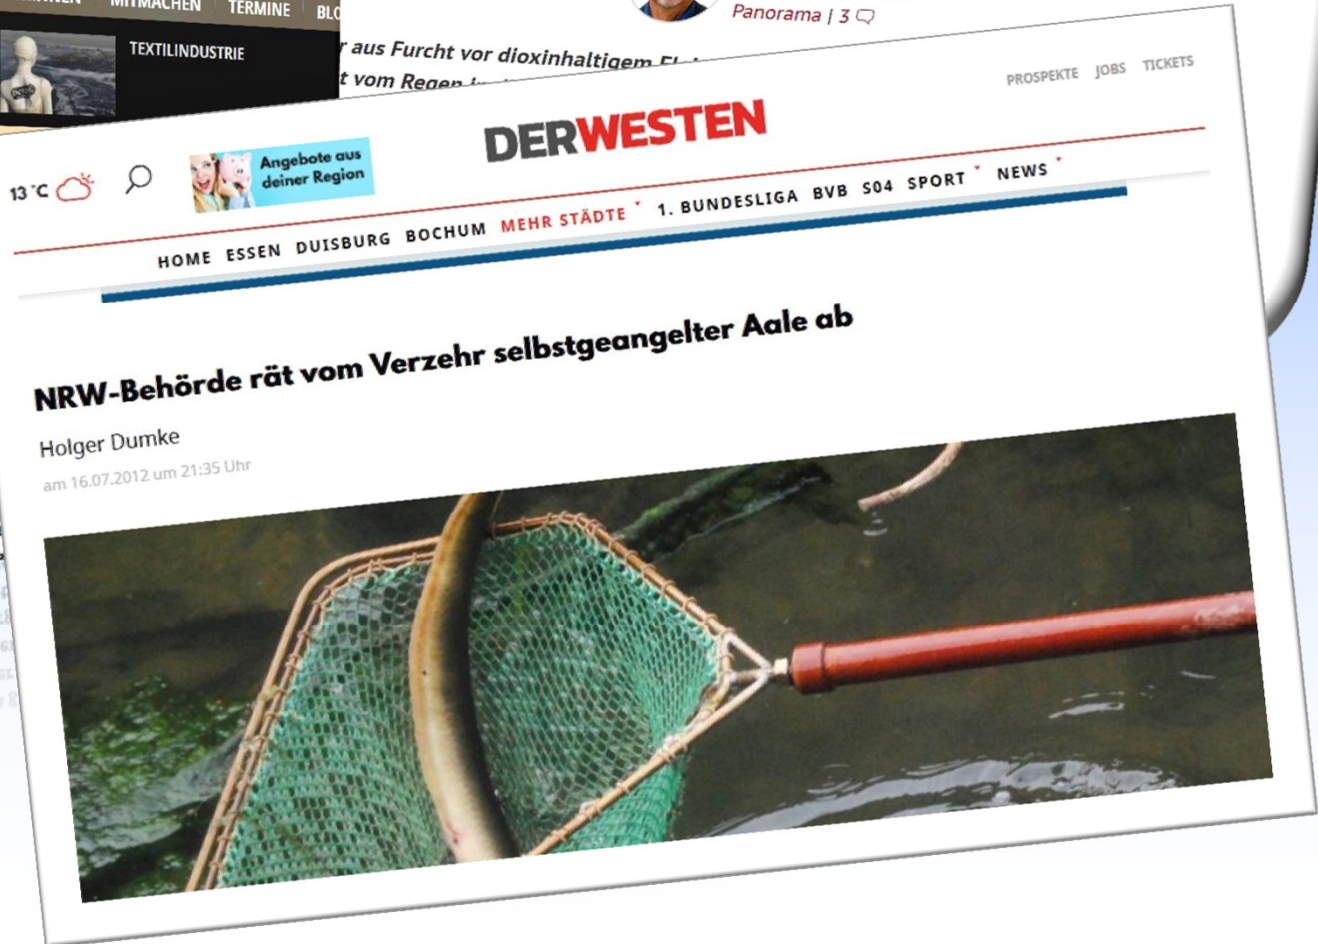 MITMACHEN TERMINE
TEXTILINDUSTRIE
Panorama | 3
aus Furcht vor dioxinhaltigem
vom Regen
PROSPEKTE JOBS TICKETS
DERWESTEN
13 °C
Angebote aus
deiner Region
HOME ESSEN DUISBURG BOCHUM MEHR STÄDTE 1. BUNDESLIGA BVB S04 SPORT NEWS
NRW-Behörde rät vom Verzehr selbstgeangelter Aale ab
Holger Dumke
am 16.07.2012 um 21:35 Uhr